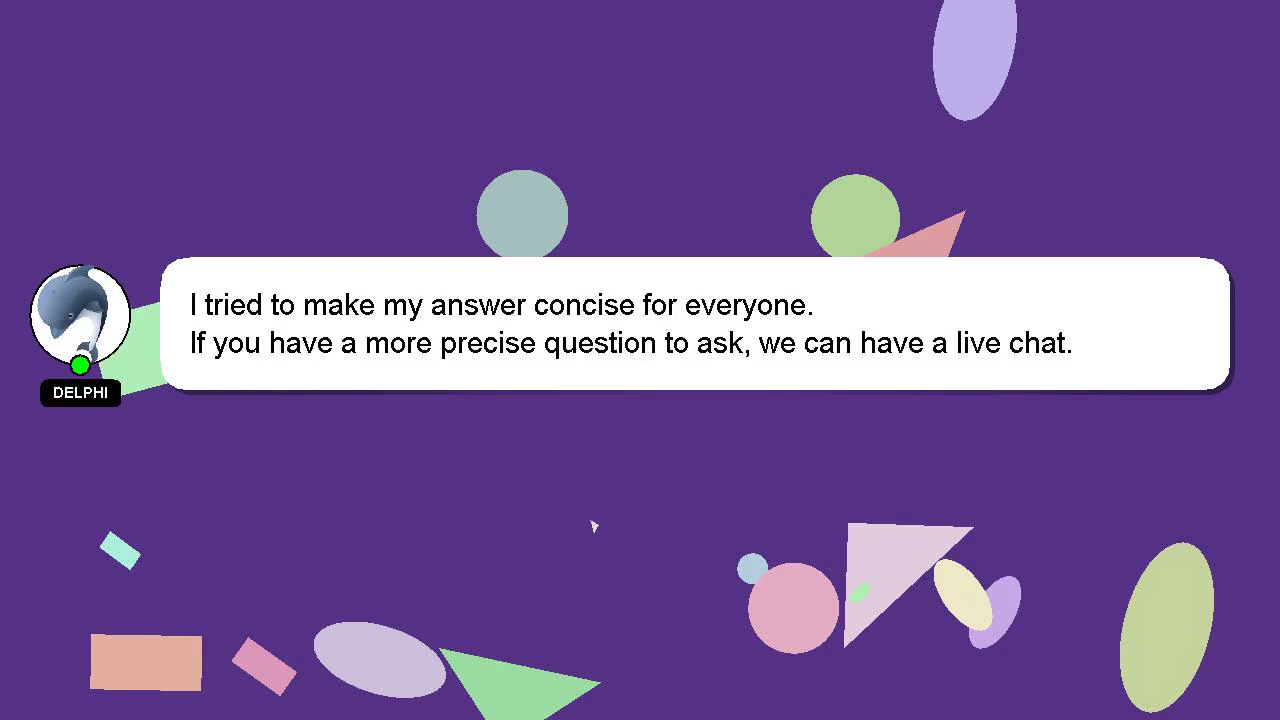 I tried to make my answer concise for everyone.
If you have a more precise question to ask, we can have a live chat.
DELPHI